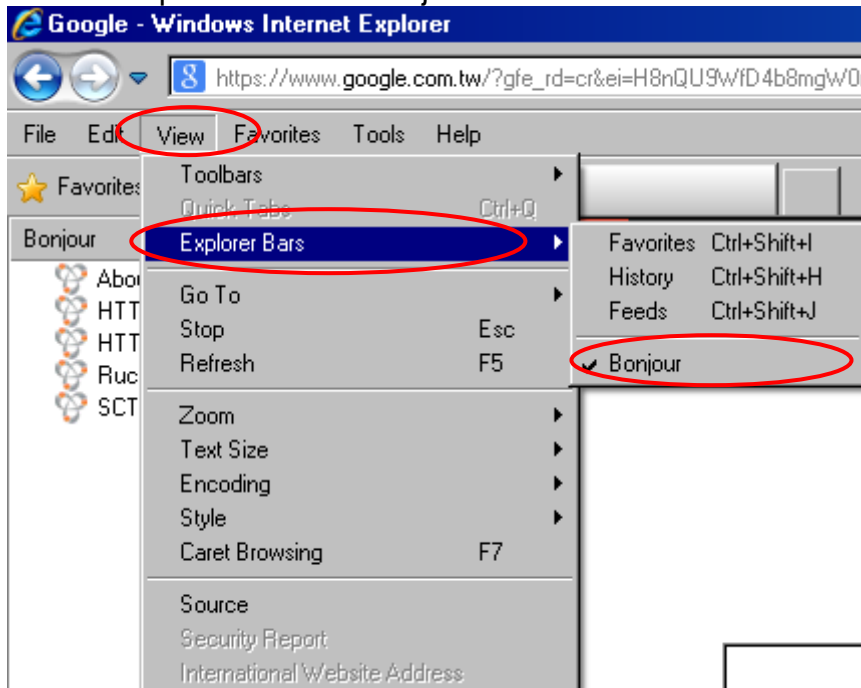 Google - Windows Internet Explorer
https://www.google.com.tw/?gfe_rd=cr&ei=H8nQU9WfD4b8mgW0
File Edit View Favorites Tools Help
Favorites
Toolbars
Quick Tabs Ctrl+Q
Bonjour
Explorer Bars
Favorites Ctrl+Shift+I
History Ctrl+Shift+H
Feeds Ctrl+Shift+J
Bonjour
Go To
Stop Esc
Refresh F5
Zoom
Text Size
Encoding
Style
Caret Browsing F7
Source
Security Report
International Website Address
Abou
HTT
HTT
Ruc
SCT